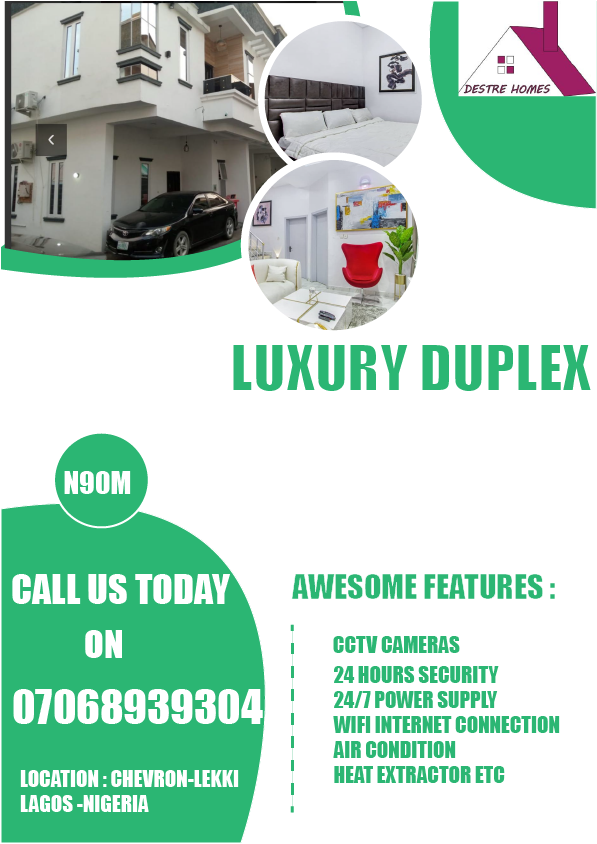 DESTRE HOMES
LUXURY DUPLEX
N90M
CALL US TODAY
ON
07068939304
LOCATION : CHEVRON-LEKKI
LAGOS -NIGERIA
AWESOME FEATURES :
CCTV CAMERAS
24 HOURS SECURITY
24/7 POWER SUPPLY
WIFI INTERNET CONNECTION
AIR CONDITION
HEAT EXTRACTOR ETC